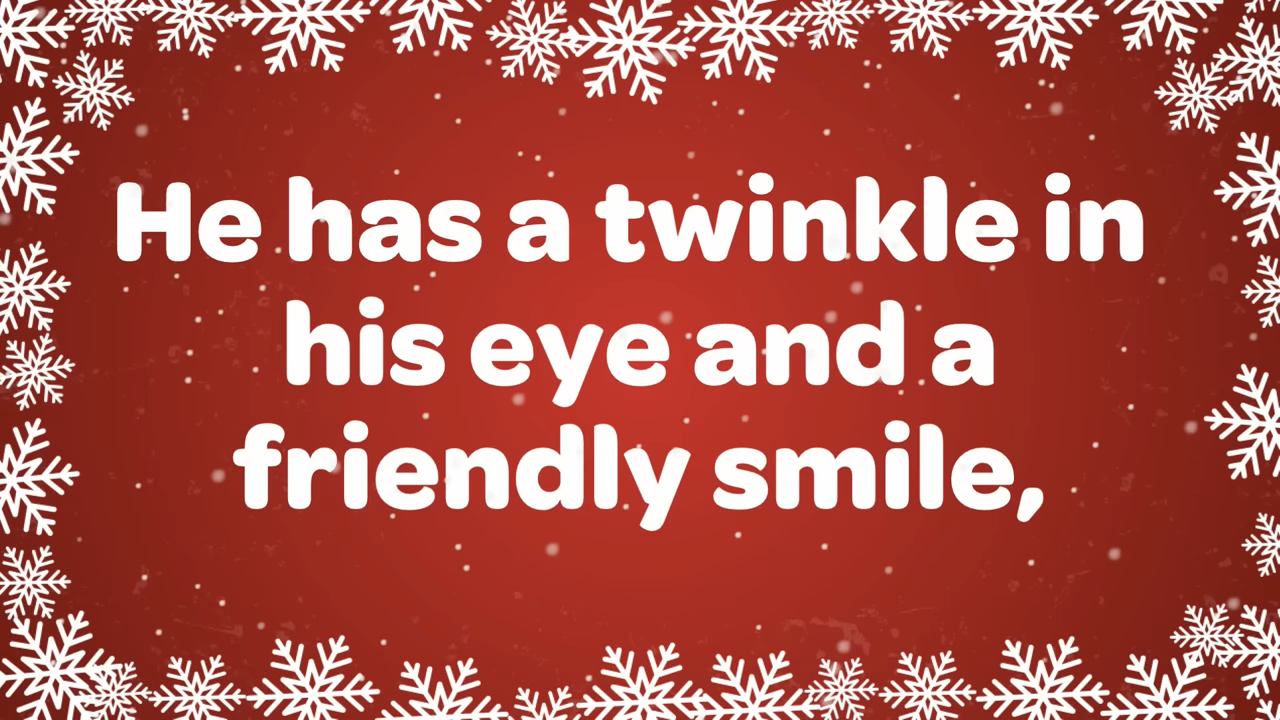 He has a twinkle in
his eye and a
friendly smile,